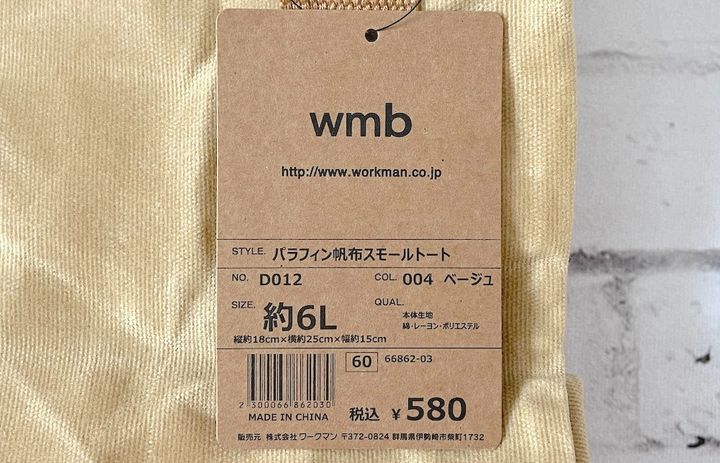 wmb
http://www.workman.co.jp
STYLE. パラフィン帆布スモールトート
NO. D012 COL. 004 ベージュ
SIZE. 約6L QUAL.
本体生地
綿・レーヨン・ポリエステル
縦約18cm×横約25cm×幅約15cm
60 66862-03
2 300066 862030
MADE IN CHINA 税込 ¥580
販売元 株式会社 ワークマン 〒372-0824 群馬県伊勢崎市柴町1732